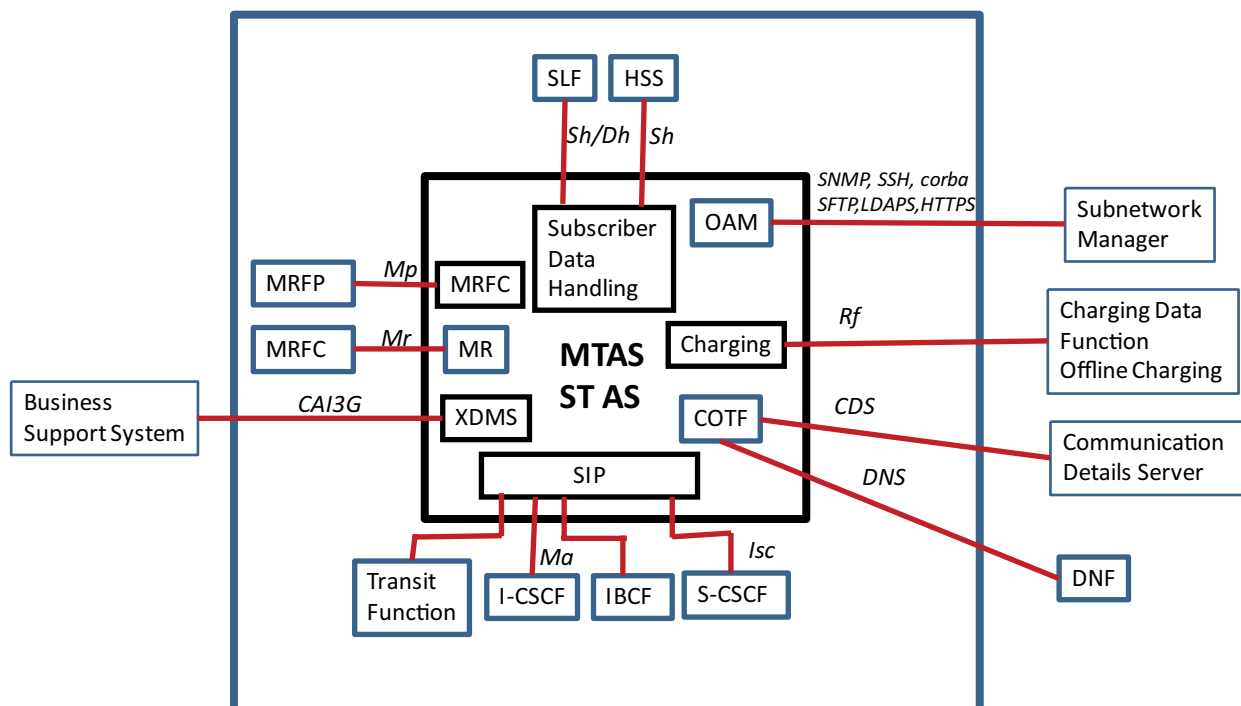 SLF
HSS
Sh/Dh
Sh
SNMP, SSH, corba
SFTP,LDAPS,HTTPS
Subscriber
Data
Handling
OAM
Subnetwork
Manager
MRFP
Mp
MRFC
Rf
Charging Data
Function
Offline Charging
MRFC
Mr
MR
MTAS
ST AS
Charging
Business
Support System
CAI3G
XDMS
COTF
CDS
Communication
Details Server
SIP
DNS
Transit
Function
Ma
I-CSCF
IBCF
Isc
S-CSCF
DNF